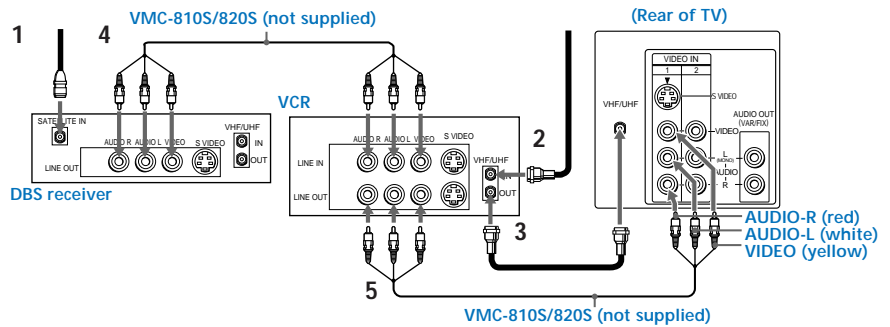 VMC-810S/820S (not supplied)
(Rear of TV)
1
4
VIDEO IN
1 2
S VIDEO
VHF/UHF
AUDIO OUT
(VAR/FIX)
VIDEO
L
(MONO)
AUDIO
R
VCR
SATELLITE IN
AUDIO R AUDIO L VIDEO S VIDEO
VHF/UHF
IN
OUT
LINE OUT
DBS receiver
AUDIO R AUDIO L VIDEO S VIDEO
LINE IN
LINE OUT
VHF/UHF
IN
OUT
2
3
5
AUDIO-R (red)
AUDIO-L (white)
VIDEO (yellow)
VMC-810S/820S (not supplied)